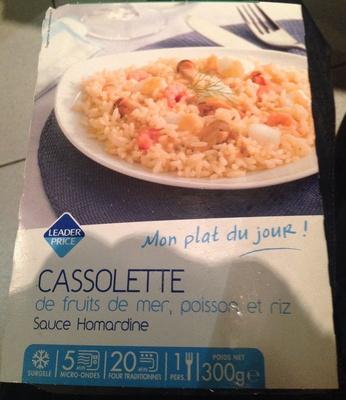 LEADER
PRICE
Mon plat du jour !
CASSOLETTE
de fruits de mer, poisson et riz
Sauce Homardine
SURGELÉ
5 MICRO-ONDES
20 FOUR TRADITIONNEL
1 PERS.
POIDS NET
300g e